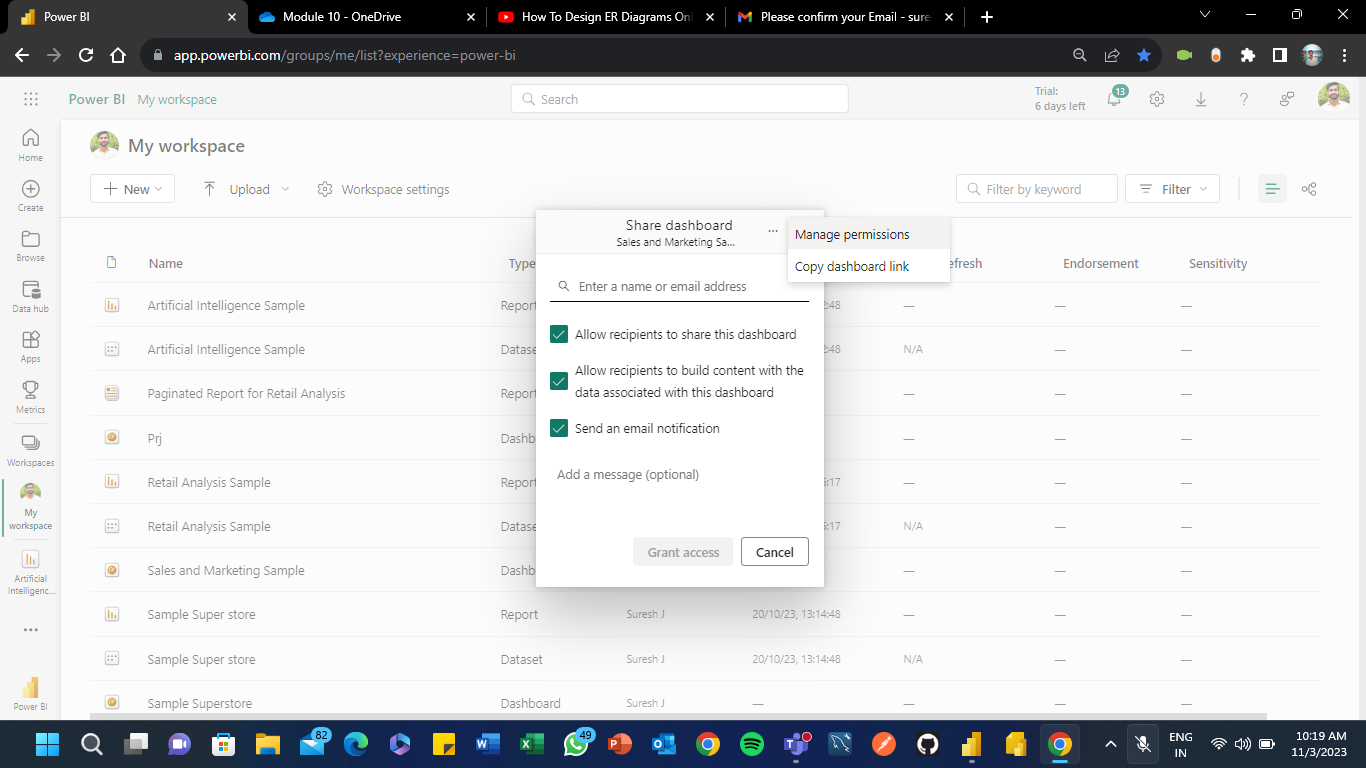 Power BI
Module 10 - OneDrive
How To Design ER Diagrams Onl
Please confirm your Email - sure
app.powerbi.com/groups/me/list?experience=power-bi
Power BI My workspace
Search
Trial:
6 days left
13
Home
Create
Browse
Data hub
Apps
Metrics
Workspaces
My
workspace
Artificial
Intelligenc...
Power BI
My workspace
New
Upload
Workspace settings
Filter by keyword
Filter
Name Type efresh Endorsement Sensitivity
Artificial Intelligence Sample Report 2:48 — — —
Artificial Intelligence Sample Datase 2:48 N/A — —
Paginated Report for Retail Analysis Report — — —
Prj Dashb — — —
Retail Analysis Sample Report 5:17 — — —
Retail Analysis Sample Datase 5:17 N/A — —
Sales and Marketing Sample Dashb — — —
Sample Super store Report Suresh J 20/10/23, 13:14:48 — — —
Sample Super store Dataset Suresh J 20/10/23, 13:14:48 N/A — —
Sample Superstore Dashboard Suresh J — — — —
Share dashboard
Sales and Marketing Sa...
...
Manage permissions
Copy dashboard link
Enter a name or email address
Allow recipients to share this dashboard
Allow recipients to build content with the
data associated with this dashboard
Send an email notification
Add a message (optional)
Grant access
Cancel
82
49
ENG
IN
10:19 AM
11/3/2023